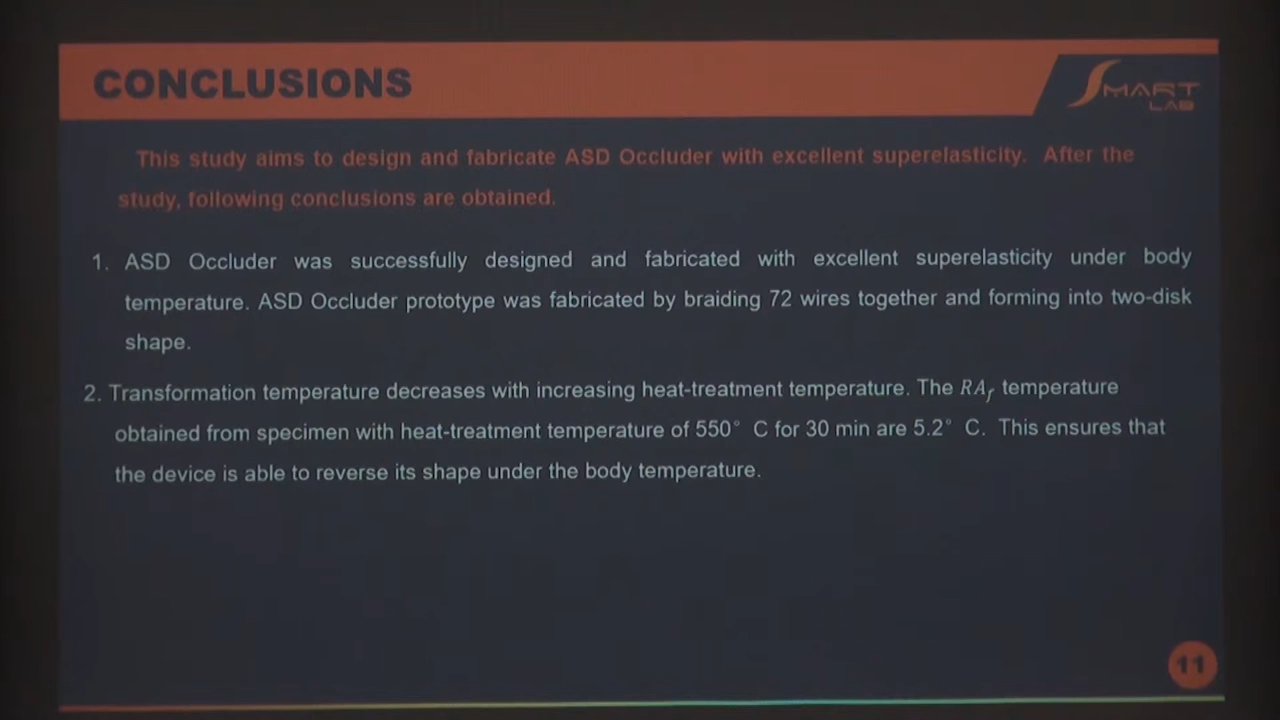 CONCLUSIONS
SMART
LAB
This study aims to design and fabricate ASD Occluder with excellent superelasticity. After the
study, following conclusions are obtained.
1. ASD Occluder was successfully designed and fabricated with excellent superelasticity under body
temperature. ASD Occluder prototype was fabricated by braiding 72 wires together and forming into two-disk
shape.
2. Transformation temperature decreases with increasing heat-treatment temperature. The RAf temperature
obtained from specimen with heat-treatment temperature of 550° C for 30 min are 5.2° C. This ensures that
the device is able to reverse its shape under the body temperature.
11